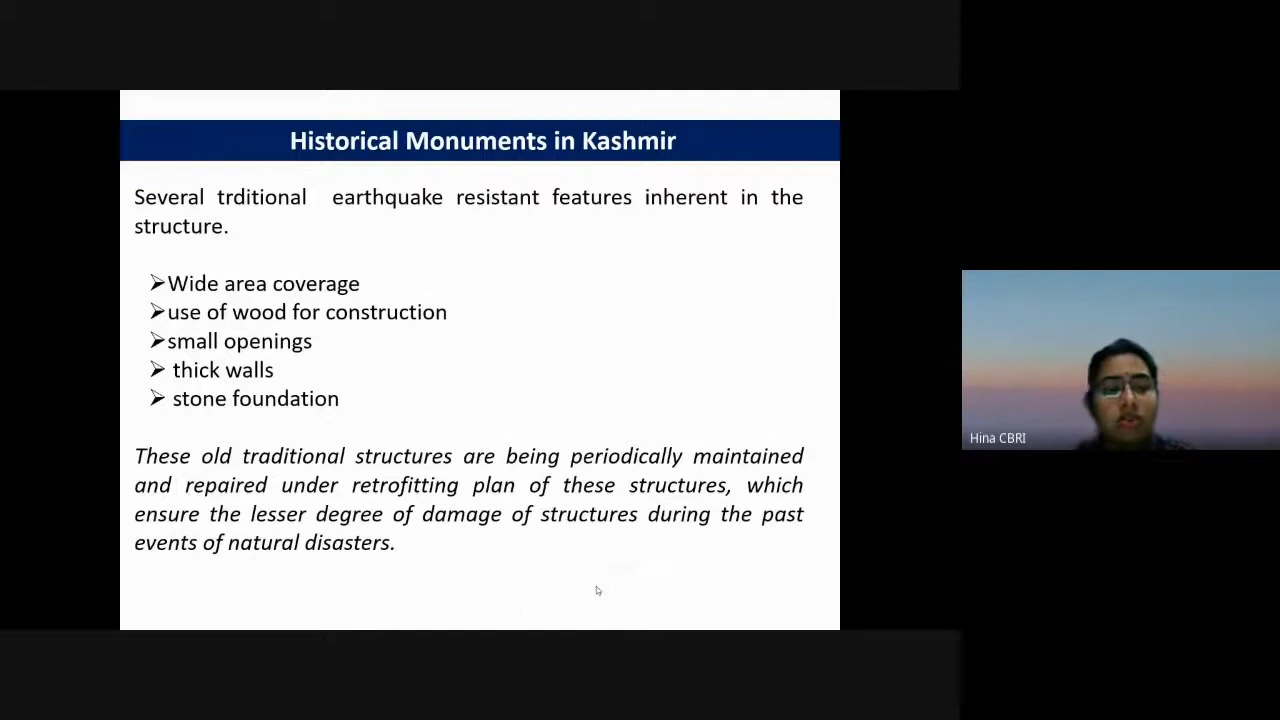 Historical Monuments in Kashmir
Several trditional earthquake resistant features inherent in the
structure.
➢Wide area coverage
➢use of wood for construction
➢small openings
➢ thick walls
➢ stone foundation
These old traditional structures are being periodically maintained
and repaired under retrofitting plan of these structures, which
ensure the lesser degree of damage of structures during the past
events of natural disasters.
Hina CBRI